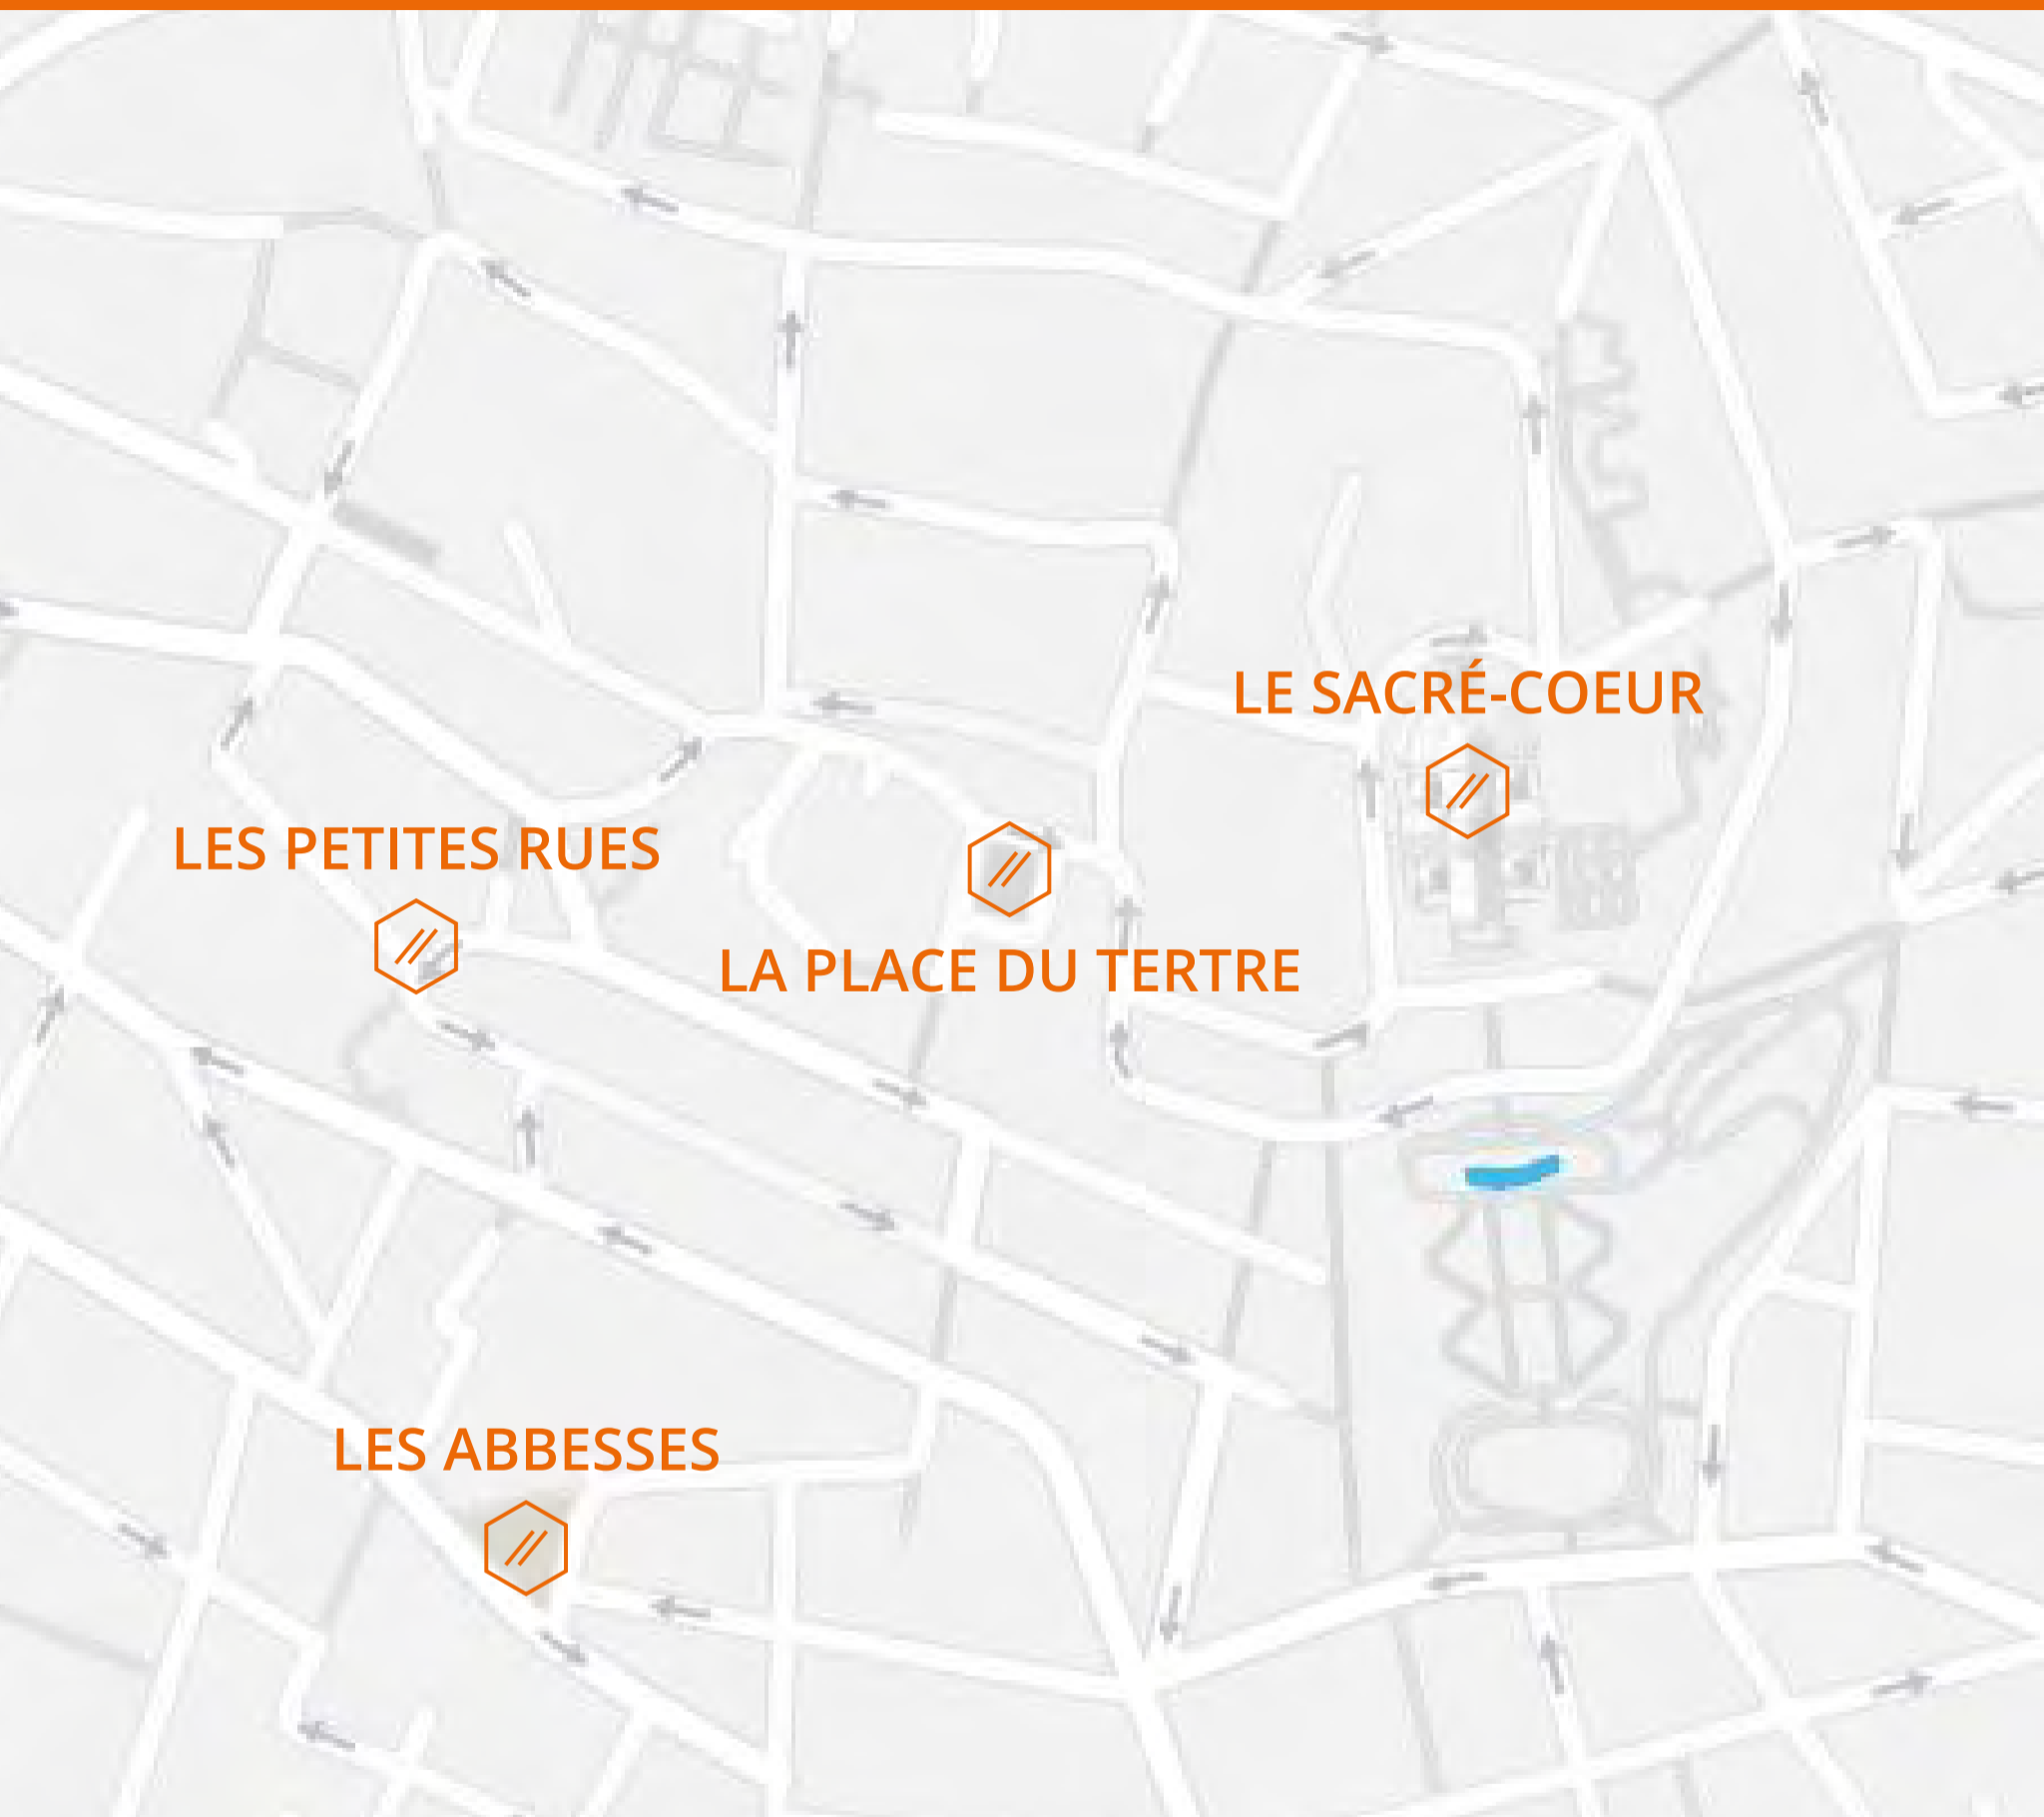 LE SACRÉ-COEUR
LES PETITES RUES
LA PLACE DU TERTRE
LES ABBESSES